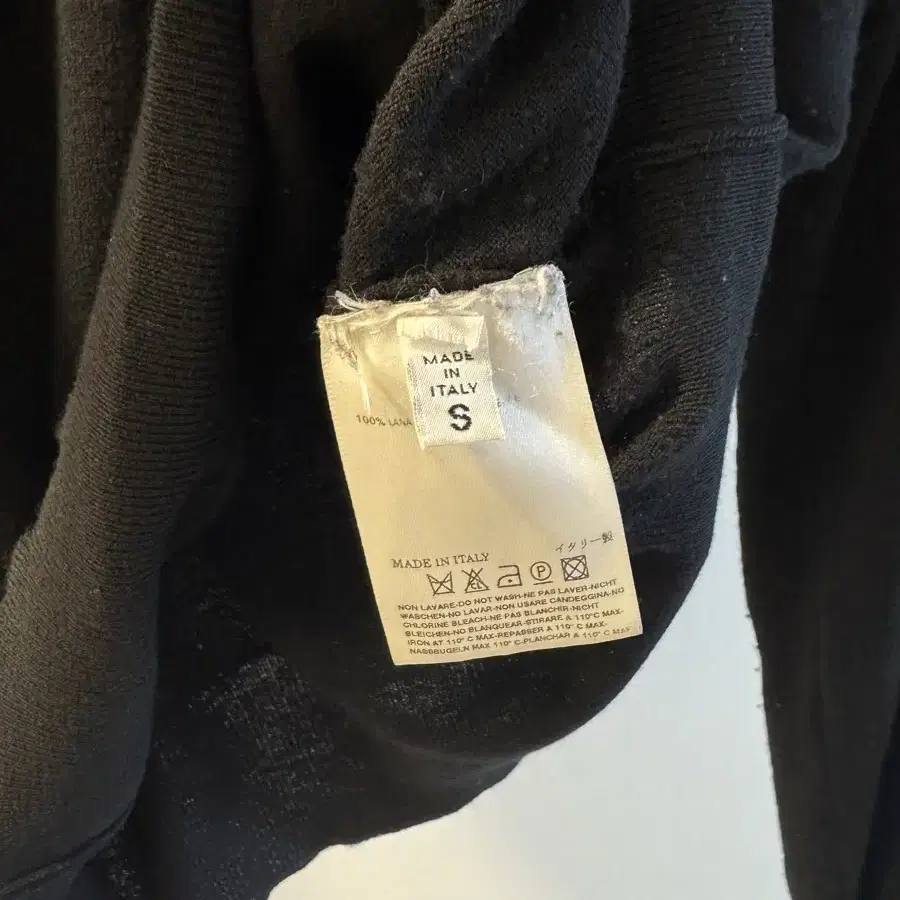 MADE
IN
ITALY
S
100% LANA
MADE IN ITALY
イタリー製
CL
P
NON LAVARE-DO NOT WASH-NE PAS LAVER-NICHT
WASCHEN-NO LAVAR-NON USARE CANDEGGINA-NO
CHLORINE BLEACH-NE PAS BLANCHIR-NICHT
BLEICHEN-NO BLANQUEAR-STIRARE A 110° C MAX-
IRON AT 110° C MAX-REPASSER A 110° C MAX-
NASSBUGELN MAX 110° C-PLANCHAR A 110° C MAX